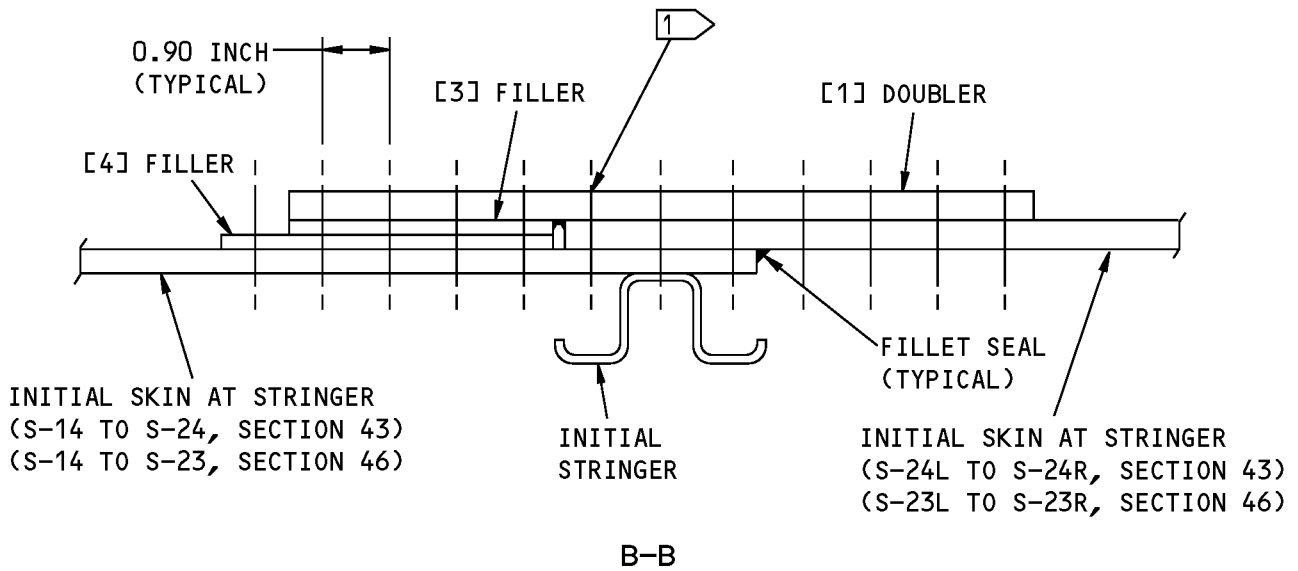 1
0.90 INCH
(TYPICAL)
[3] FILLER
[1] DOUBLER
[4] FILLER
FILLET SEAL
(TYPICAL)
INITIAL SKIN AT STRINGER
(S-14 TO S-24, SECTION 43)
(S-14 TO S-23, SECTION 46)
INITIAL
STRINGER
INITIAL SKIN AT STRINGER
(S-24L TO S-24R, SECTION 43)
(S-23L TO S-23R, SECTION 46)
B-B